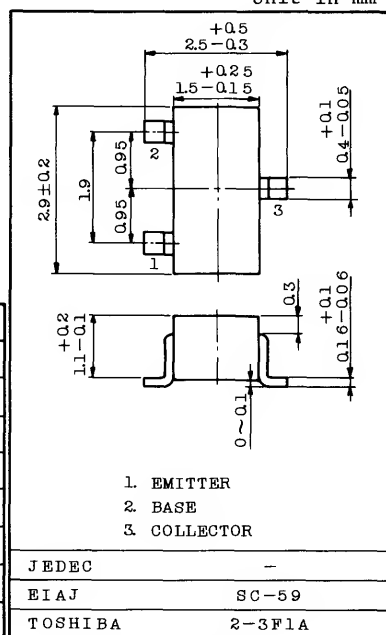 Unit in mm
+0.5
2.5-0.3
+0.25
1.5-0.15
2.9±0.2
1.9
0.95
0.95
2
1
3
+0.1
0.4-0.05
+0.2
1.1-0.1
0.3
+0.1
0.16-0.06
0~0.1
1. EMITTER
2. BASE
3. COLLECTOR
JEDEC -
EIAJ SC-59
TOSHIBA 2-3F1A